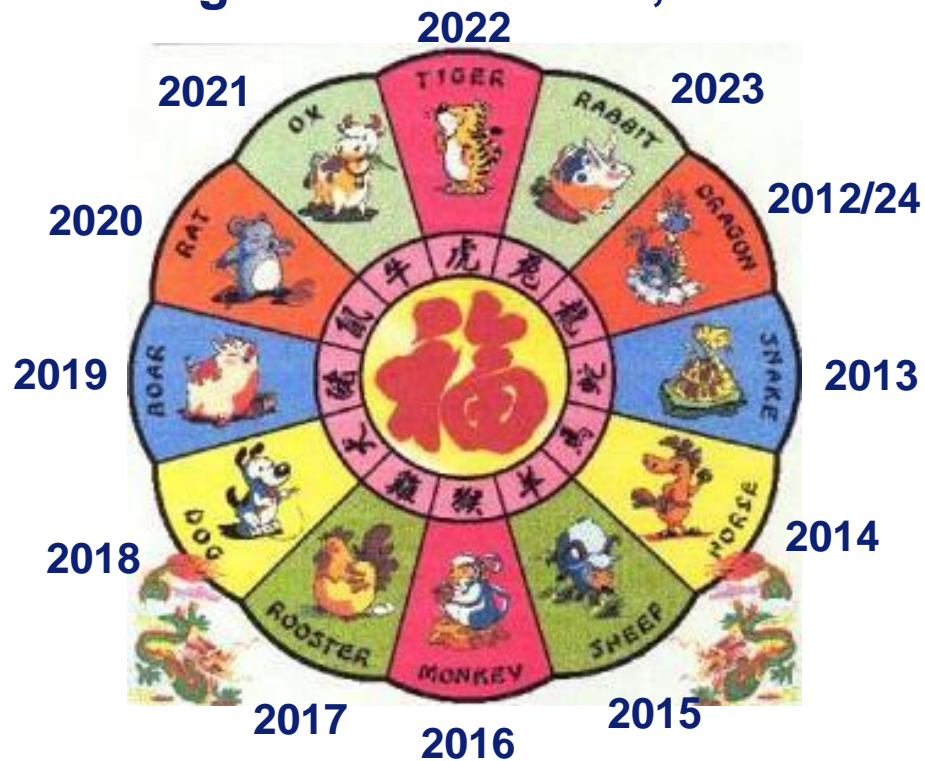 2022
2021
2023
TIGER
OX
RABBIT
2020
RAT
DRAGON
2012/24
2019
BOAR
SNAKE
2013
2018
DOG
HORSE
2014
ROOSTER
MONKEY
SHEEP
2017
2016
2015
虎
兔
龍
蛇
馬
羊
猴
雞
犬
豬
鼠
牛
福